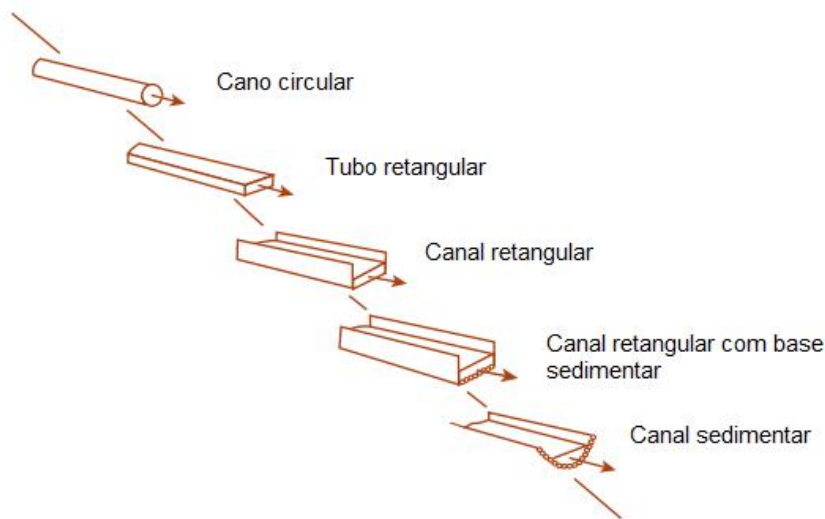 Cano circular
Tubo retangular
Canal retangular
Canal retangular com base
sedimentar
Canal sedimentar